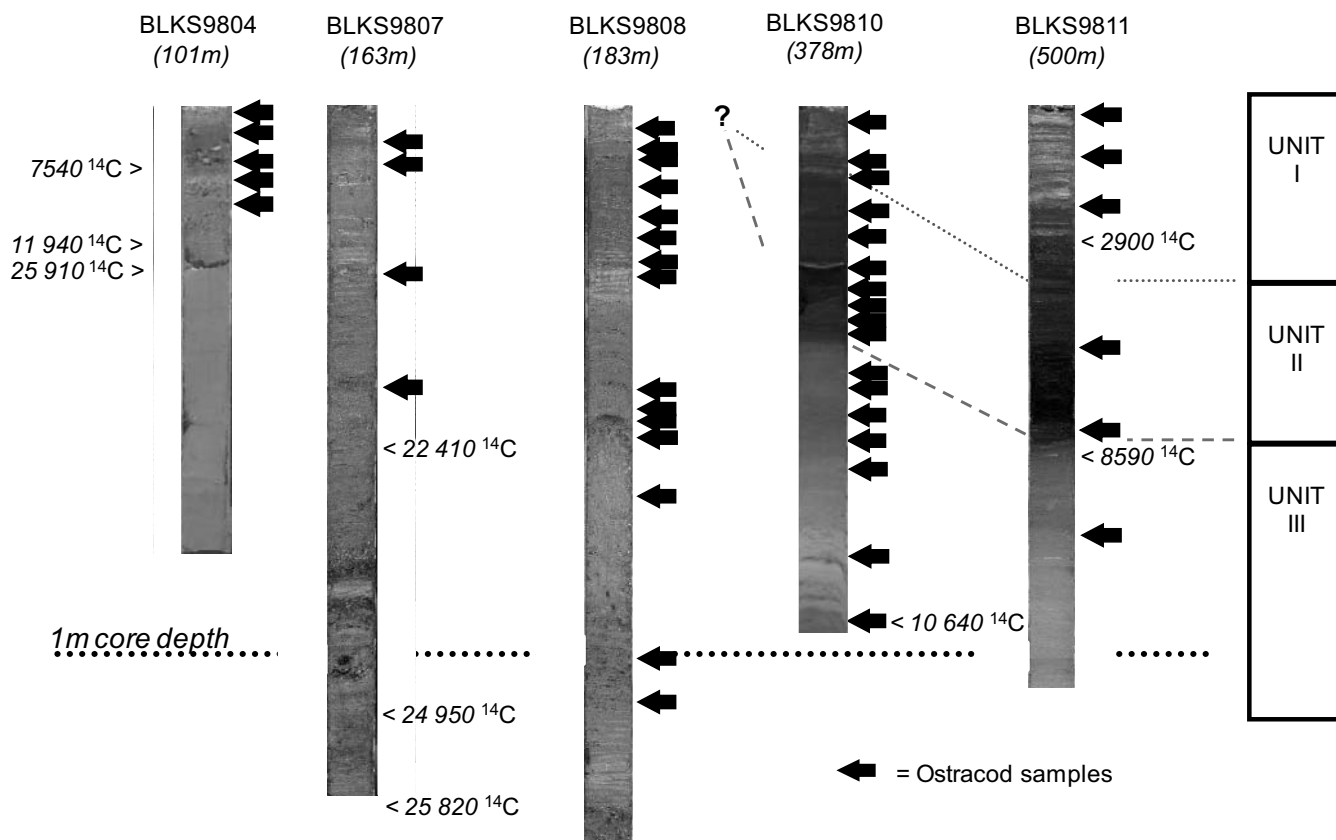 BLKS9804
(101m)
BLKS9807
(163m)
BLKS9808
(183m)
BLKS9810
(378m)
BLKS9811
(500m)
?
UNIT
I
7540 ¹⁴C >
11 940 ¹⁴C >
25 910 ¹⁴C >
< 2900 ¹⁴C
UNIT
II
< 22 410 ¹⁴C
< 8590 ¹⁴C
UNIT
III
< 10 640 ¹⁴C
1m core depth
< 24 950 ¹⁴C
= Ostracod samples
< 25 820 ¹⁴C